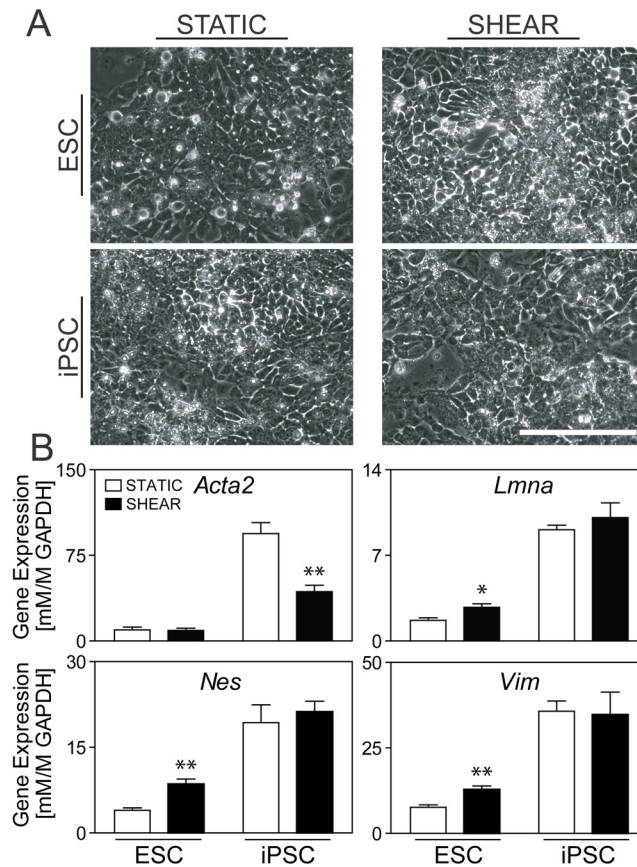 A
STATIC
SHEAR
ESC
iPSC
B
Gene Expression
[mM/M GAPDH]
150
75
0
STATIC
SHEAR
Acta2
**
14
7
0
Lmna
*
Gene Expression
[mM/M GAPDH]
30
15
0
Nes
**
ESC
iPSC
50
25
0
Vim
**
ESC
iPSC